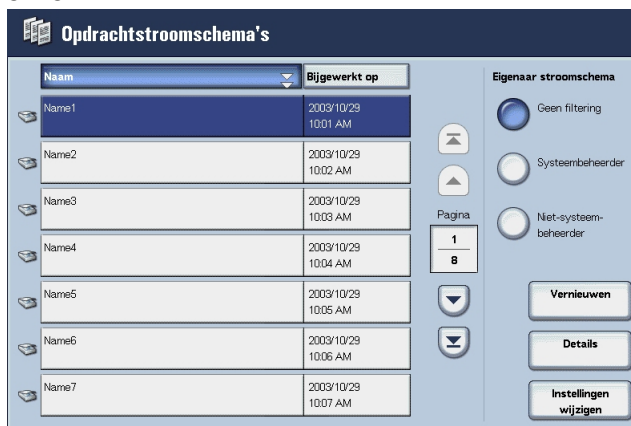 Opdrachtstroomschema's
Naam Bijgewerkt op
Name1 2003/10/29
10:01 AM
Name2 2003/10/29
10:02 AM
Name3 2003/10/29
10:03 AM
Name4 2003/10/29
10:04 AM
Name5 2003/10/29
10:05 AM
Name6 2003/10/29
10:06 AM
Name7 2003/10/29
10:07 AM
Pagina
1
8
Eigenaar stroomschema
Geen filtering
Systeembeheerder
Niet-systeem-
beheerder
Vernieuwen
Details
Instellingen
wijzigen